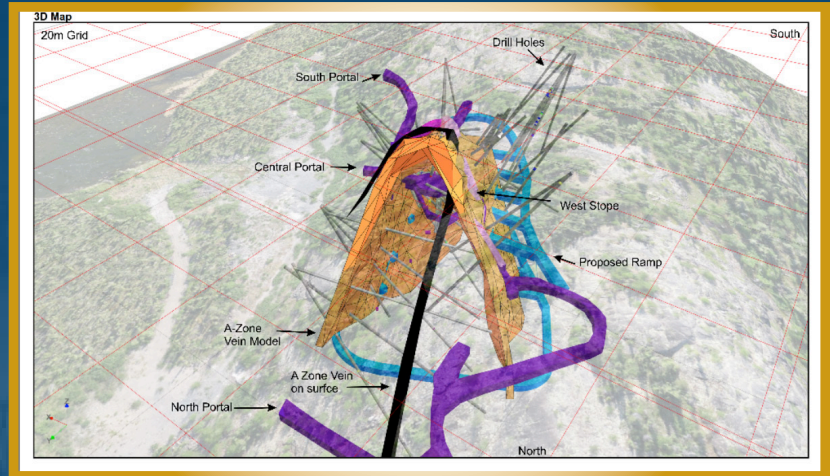 3D Map
20m Grid
South
Drill Holes
South Portal
Central Portal
West Stope
Proposed Ramp
A-Zone
Vein Model
A Zone Vein
on surfce
North Portal
North